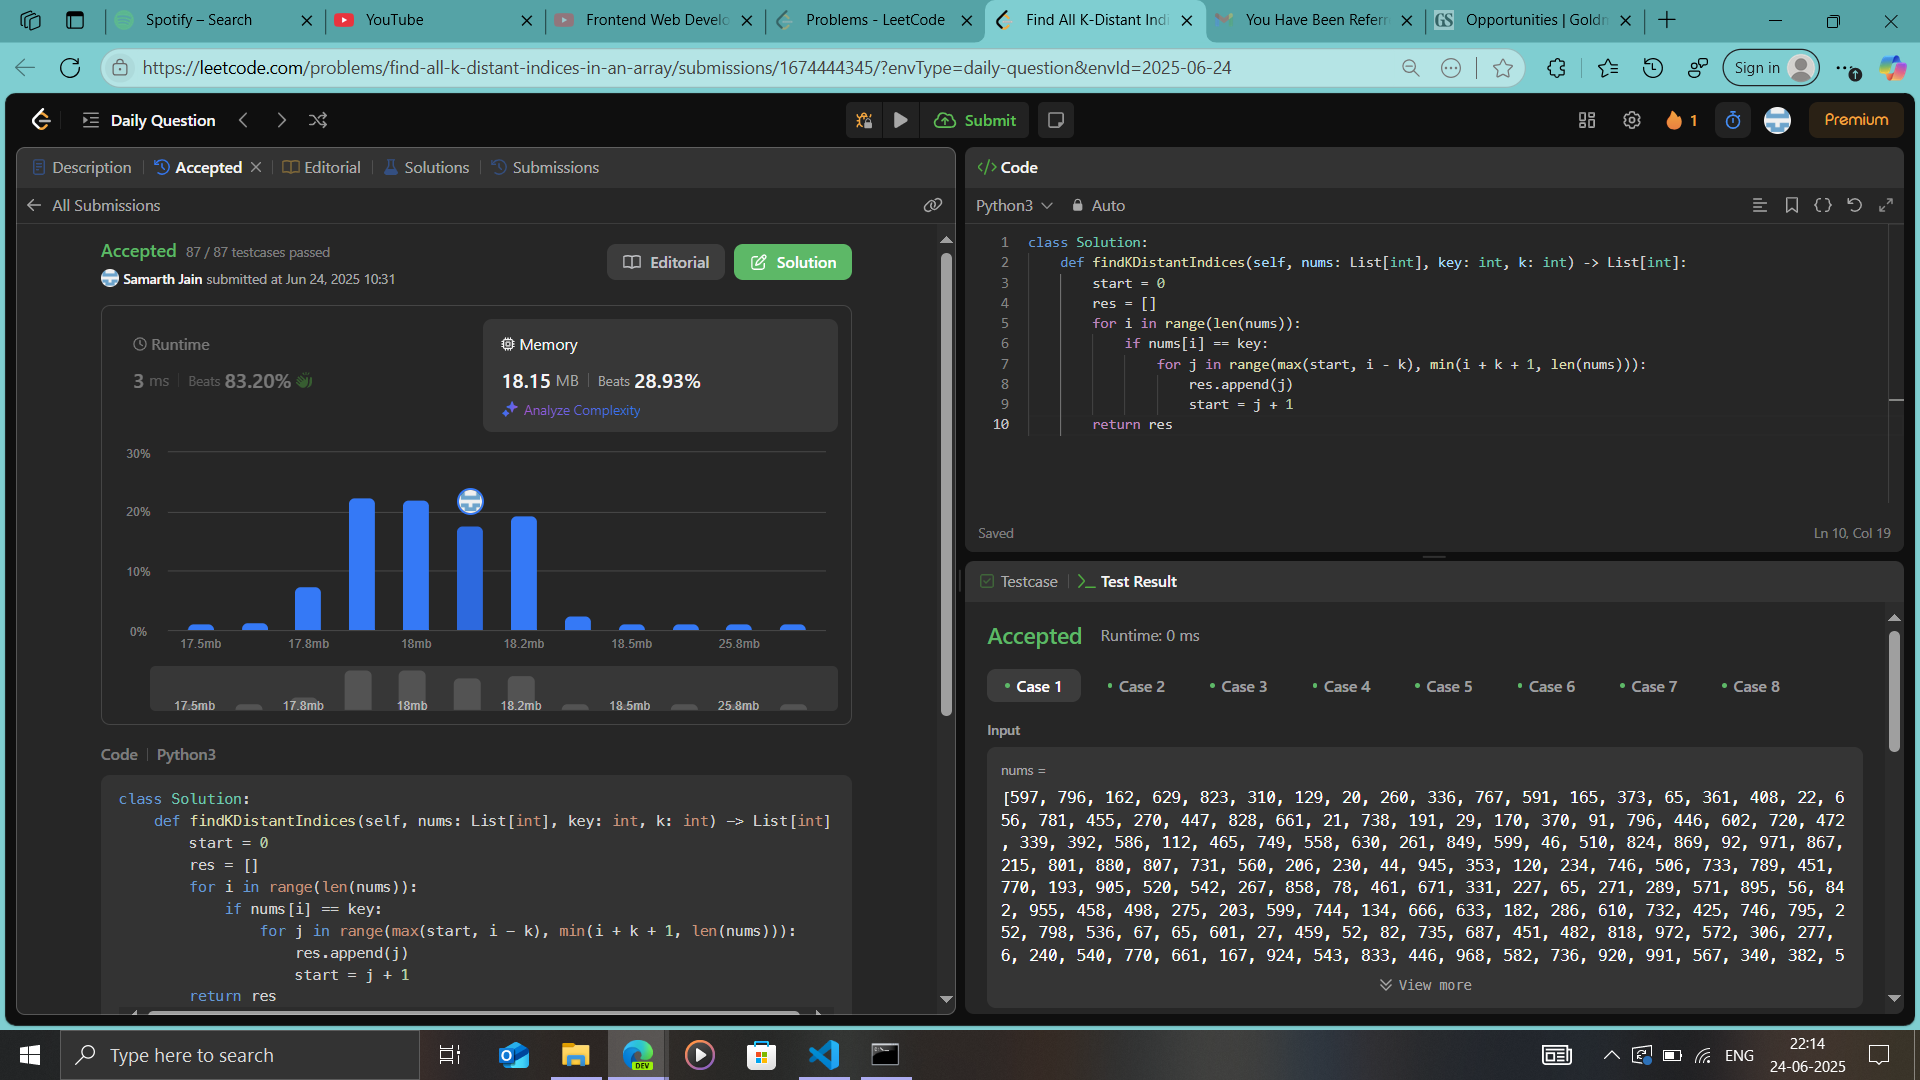 Spotify – Search
YouTube
Frontend Web Develo
Problems - LeetCode
Find All K-Distant Indi
You Have Been Referr
GS
Opportunities | Goldm
https://leetcode.com/problems/find-all-k-distant-indices-in-an-array/submissions/1674444345/?envType=daily-question&envId=2025-06-24
Sign in
Daily Question
Submit
1
Premium
Description
Accepted
Editorial
Solutions
Submissions
All Submissions
Accepted 87 / 87 testcases passed
Samarth Jain submitted at Jun 24, 2025 10:31
Editorial
Solution
Runtime
3 ms
Beats 83.20%
Memory
18.15 MB
Beats 28.93%
Analyze Complexity
30%
20%
10%
0%
17.5mb 17.8mb 18mb 18.2mb 18.5mb 25.8mb
17.5mb 17.8mb 18mb 18.2mb 18.5mb 25.8mb
Code | Python3
class Solution:
    def findKDistantIndices(self, nums: List[int], key: int, k: int) -> List[int]
        start = 0
        res = []
        for i in range(len(nums)):
            if nums[i] == key:
                for j in range(max(start, i - k), min(i + k + 1, len(nums))):
                    res.append(j)
                    start = j + 1
        return res
</> Code
Python3
Auto
1 class Solution:
2     def findKDistantIndices(self, nums: List[int], key: int, k: int) -> List[int]:
3         start = 0
4         res = []
5         for i in range(len(nums)):
6             if nums[i] == key:
7                 for j in range(max(start, i - k), min(i + k + 1, len(nums))):
8                     res.append(j)
9                     start = j + 1
10         return res
Saved
Ln 10, Col 19
Testcase
Test Result
Accepted Runtime: 0 ms
Case 1
Case 2
Case 3
Case 4
Case 5
Case 6
Case 7
Case 8
Input
nums =
[597, 796, 162, 629, 823, 310, 129, 20, 260, 336, 767, 591, 165, 373, 65, 361, 408, 22, 6
56, 781, 455, 270, 447, 828, 661, 21, 738, 191, 29, 170, 370, 91, 796, 446, 602, 720, 472
, 339, 392, 586, 112, 465, 749, 558, 630, 261, 849, 599, 46, 510, 824, 869, 92, 971, 867,
215, 801, 880, 807, 731, 560, 206, 230, 44, 945, 353, 120, 234, 746, 506, 733, 789, 451,
770, 193, 905, 520, 542, 267, 858, 78, 461, 671, 331, 227, 65, 271, 289, 571, 895, 56, 84
2, 955, 458, 498, 275, 203, 599, 744, 134, 666, 633, 182, 286, 610, 732, 425, 746, 795, 2
52, 798, 536, 67, 65, 601, 27, 459, 52, 82, 735, 687, 451, 482, 818, 972, 572, 306, 277,
6, 240, 540, 770, 661, 167, 924, 543, 833, 446, 968, 582, 736, 920, 991, 567, 340, 382, 5
View more
Type here to search
DEV
ENG
22:14
24-06-2025